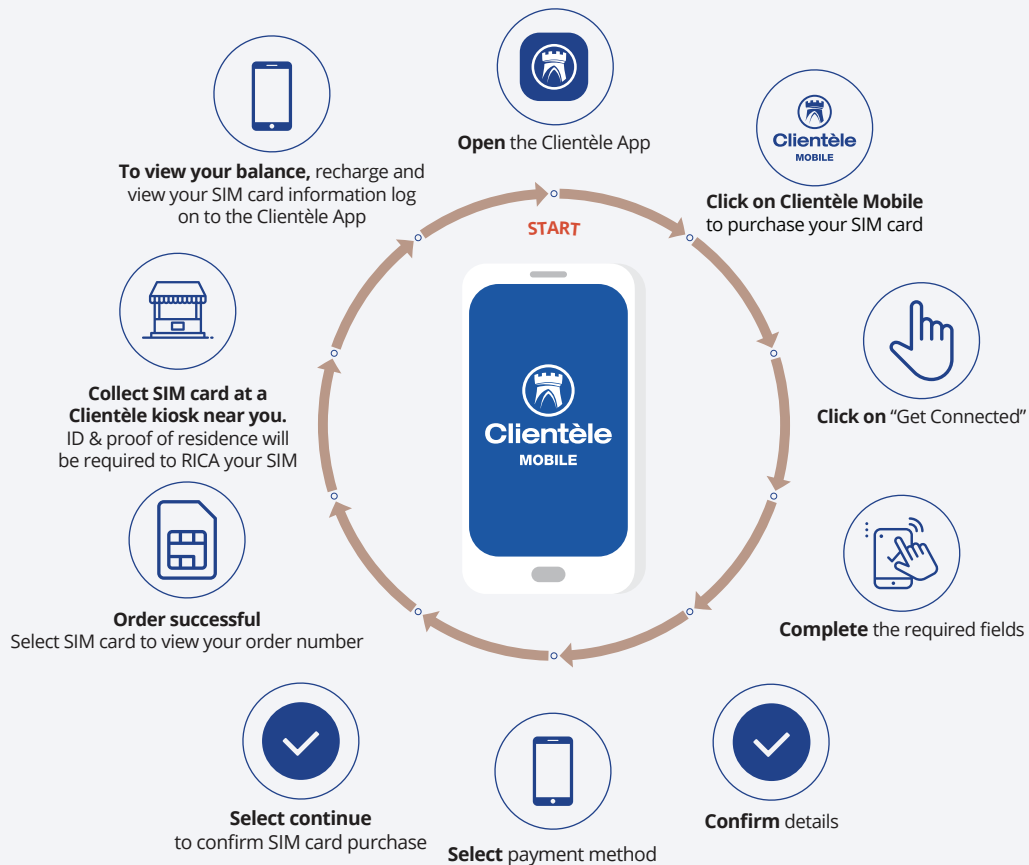 Open the Clientèle App
START
Clientèle
MOBILE
Click on Clientèle Mobile
to purchase your SIM card
Click on “Get Connected”
Complete the required fields
Confirm details
Select payment method
Select continue
to confirm SIM card purchase
Order successful
Select SIM card to view your order number
Collect SIM card at a
Clientèle kiosk near you.
ID & proof of residence will
be required to RICA your SIM
To view your balance, recharge and
view your SIM card information log
on to the Clientèle App
Clientèle
MOBILE